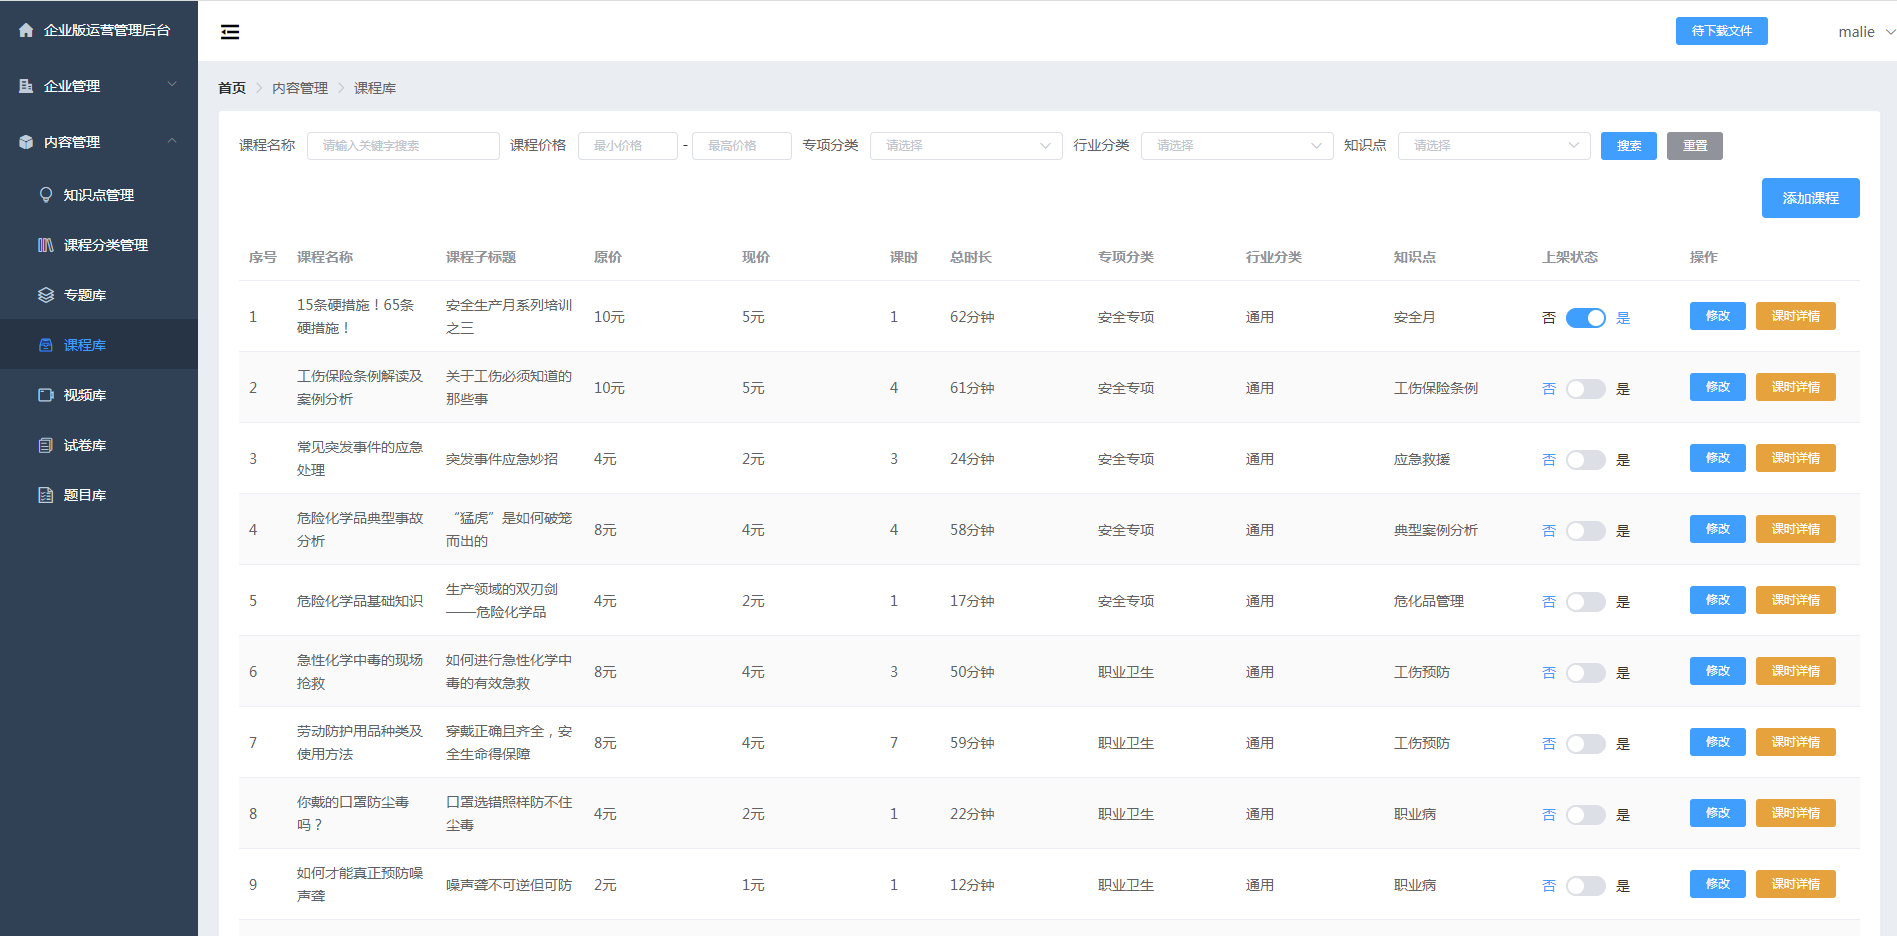 企业版运营管理后台
企业管理
内容管理
知识点管理
课程分类管理
专题库
课程库
视频库
试卷库
题目库
待下载文件
malie
首页 内容管理 课程库
课程名称 请输入关键字搜索 课程价格 最小价格 - 最高价格 专项分类 请选择 行业分类 请选择 知识点 请选择 搜索 重置
添加课程
序号 课程名称 课程子标题 原价 现价 课时 总时长 专项分类 行业分类 知识点 上架状态 操作
1 15条硬措施！65条 安全生产月系列培训 10元 5元 1 62分钟 安全专项 通用 安全月 否 是 修改 课时详情
硬措施！ 之三
2 工伤保险条例解读及 关于工伤必须知道的 10元 5元 4 61分钟 安全专项 通用 工伤保险条例 否 是 修改 课时详情
案例分析 那些事
3 常见突发事件的应急 突发事件应急妙招 4元 2元 3 24分钟 安全专项 通用 应急救援 否 是 修改 课时详情
处理
4 危险化学品典型事故 “猛虎”是如何破笼 8元 4元 4 58分钟 安全专项 通用 典型案例分析 否 是 修改 课时详情
分析 而出的
5 危险化学品基础知识 生产领域的双刃剑 4元 2元 1 17分钟 安全专项 通用 危化品管理 否 是 修改 课时详情
——危险化学品
6 急性化学中毒的现场 如何进行急性化学中 8元 4元 3 50分钟 职业卫生 通用 工伤预防 否 是 修改 课时详情
抢救 毒的有效急救
7 劳动防护用品种类及 穿戴正确且齐全，安 8元 4元 7 59分钟 职业卫生 通用 工伤预防 否 是 修改 课时详情
使用方法 全生命得保障
8 你戴的口罩防尘毒 口罩选错照样防不住 4元 2元 1 22分钟 职业卫生 通用 职业病 否 是 修改 课时详情
吗？ 尘毒
9 如何才能真正预防噪 噪声聋不可逆但可防 2元 1元 1 12分钟 职业卫生 通用 职业病 否 是 修改 课时详情
声聋